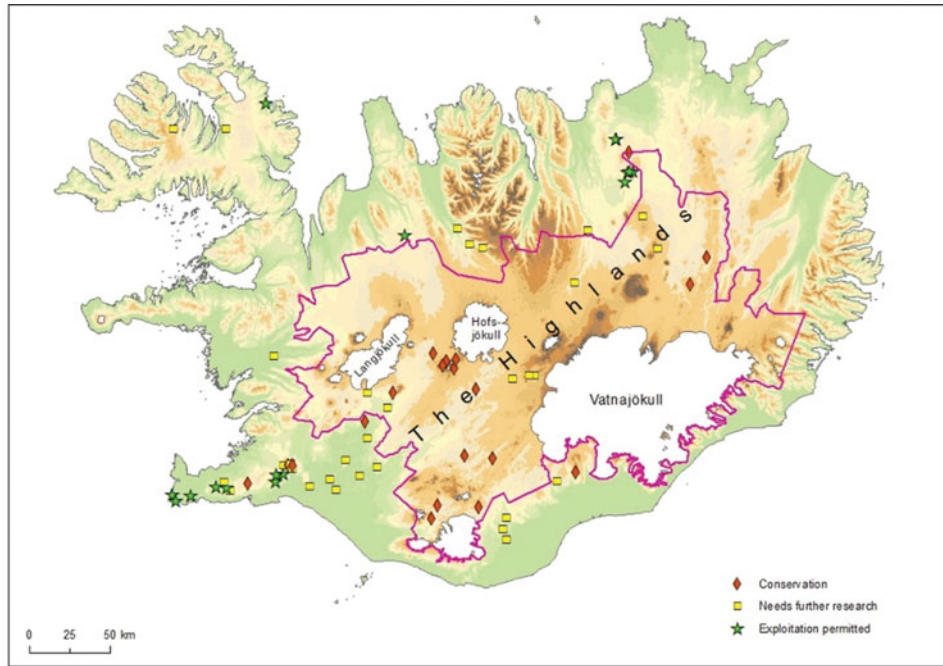 Hofs-
jökull
Langjökull
The Highlands
Vatnajökull
Conservation
Needs further research
Exploitation permitted
0 25 50 km